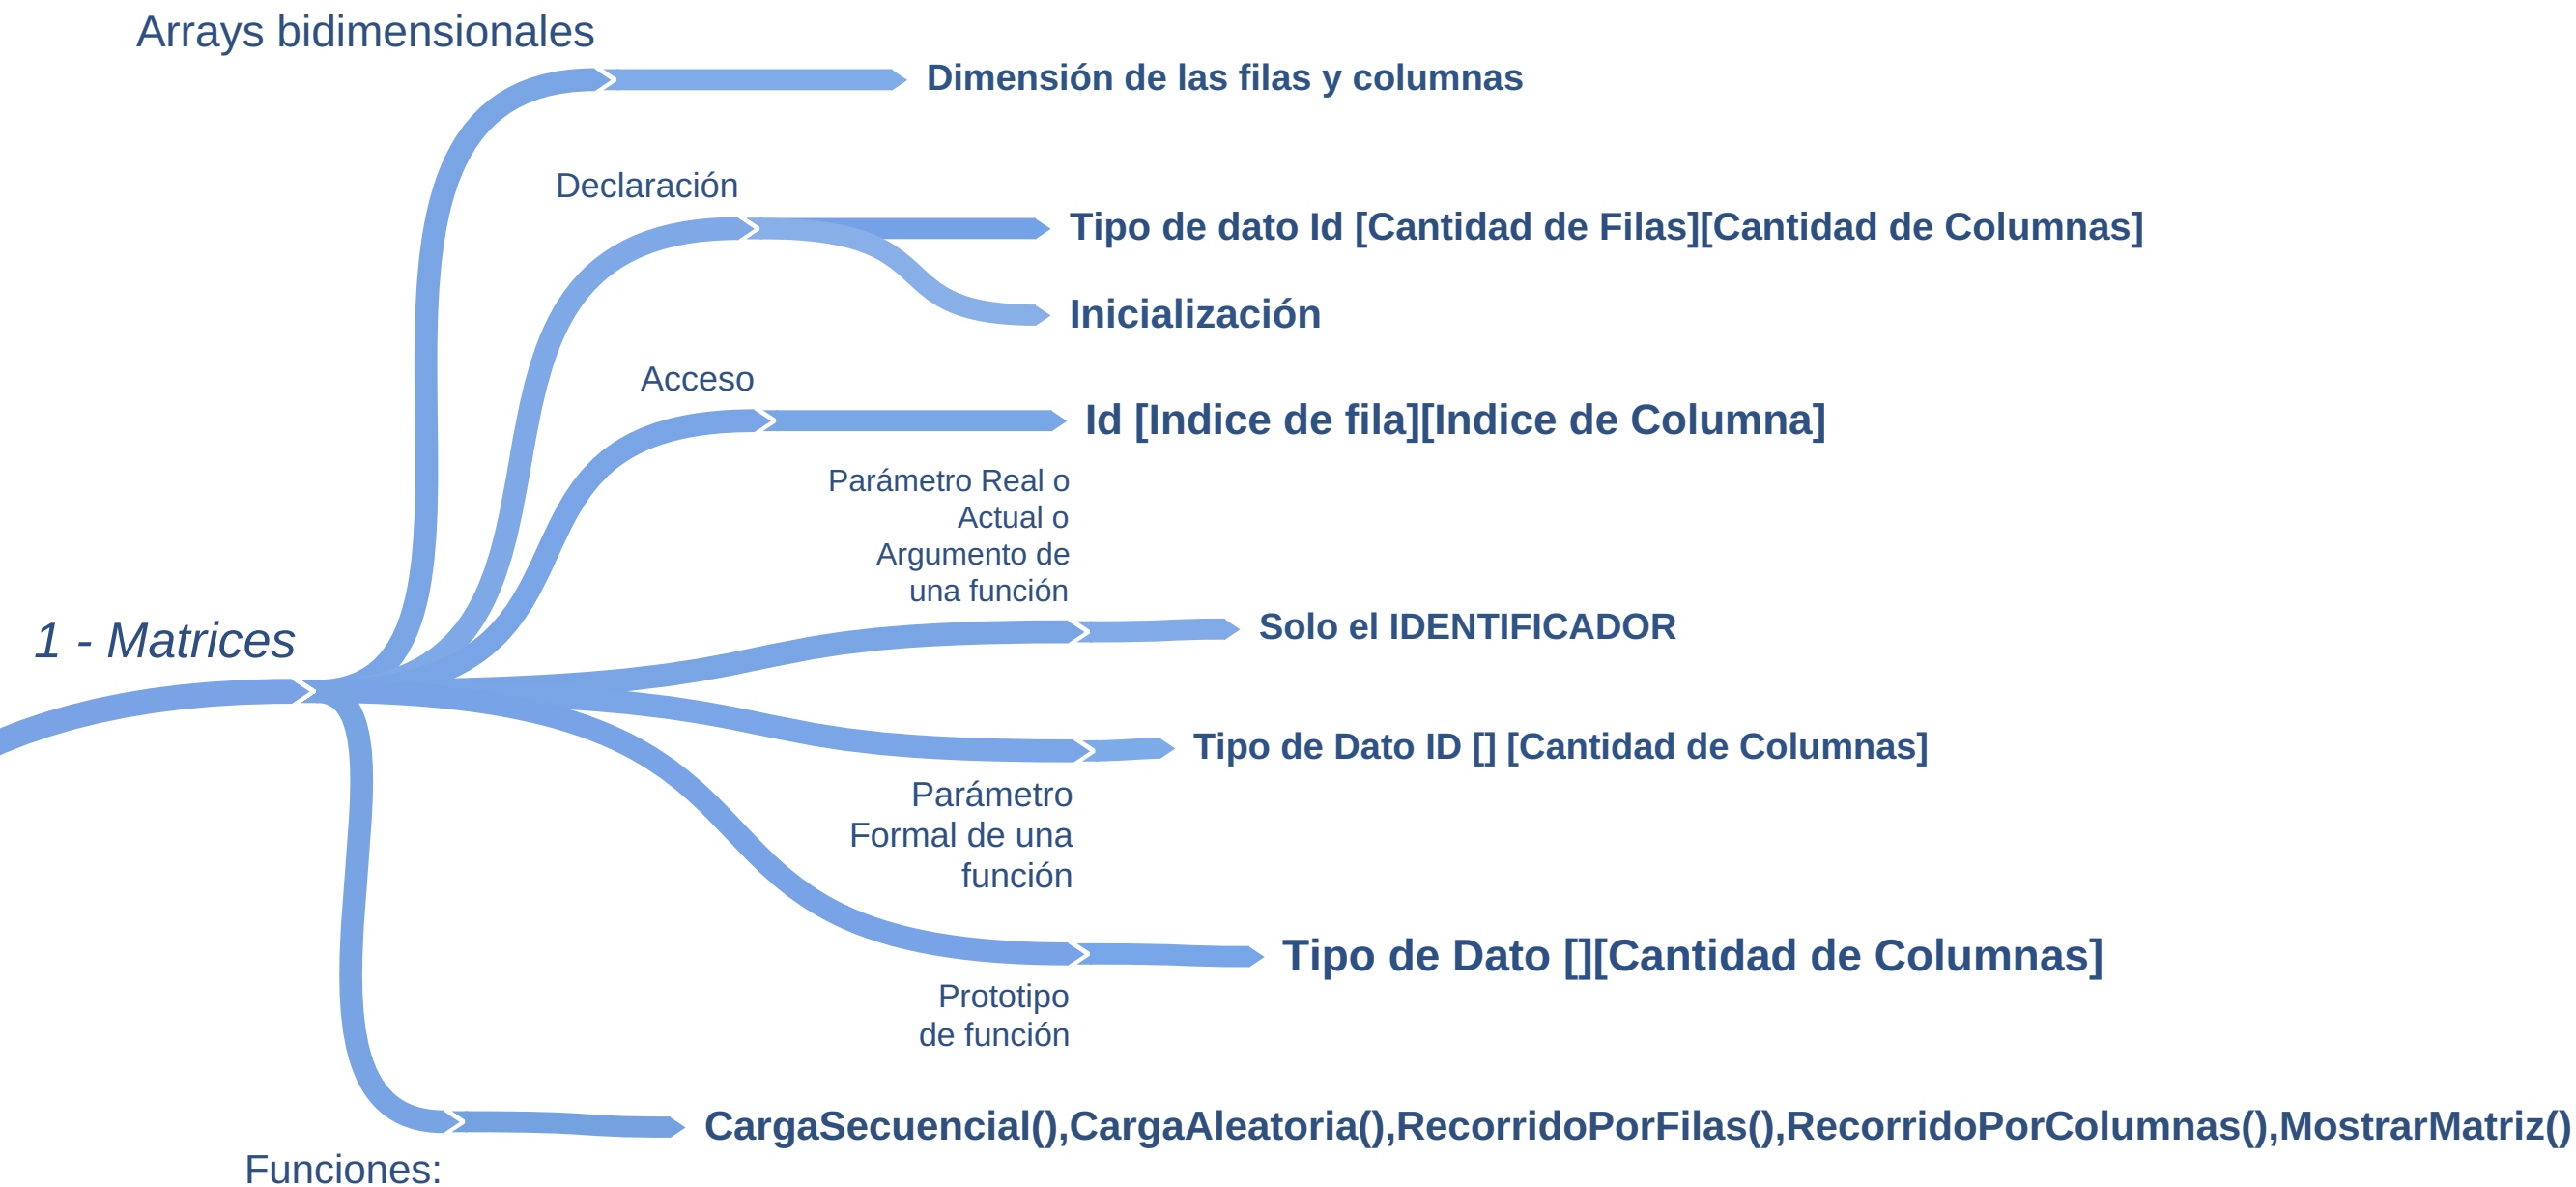 Arrays bidimensionales
Dimensión de las filas y columnas
Declaración
Tipo de dato Id [Cantidad de Filas][Cantidad de Columnas]
Inicialización
Acceso
Id [Indice de fila][Indice de Columna]
Parámetro Real o
Actual o
Argumento de
una función
Solo el IDENTIFICADOR
1 - Matrices
Tipo de Dato ID [] [Cantidad de Columnas]
Parámetro
Formal de una
función
Tipo de Dato [][Cantidad de Columnas]
Prototipo
de función
CargaSecuencial(),CargaAleatoria(),RecorridoPorFilas(),RecorridoPorColumnas(),MostrarMatriz()
Funciones: